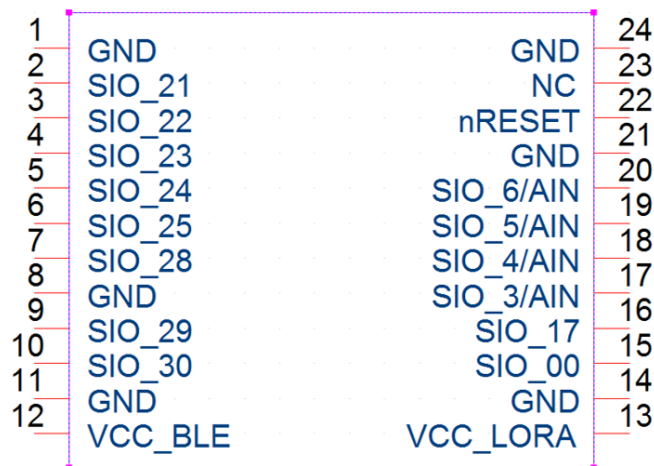 1 GND GND 24
2 SIO_21 NC 23
3 SIO_22 nRESET 22
4 SIO_23 GND 21
5 SIO_24 SIO_6/AIN 20
6 SIO_25 SIO_5/AIN 19
7 SIO_28 SIO_4/AIN 18
8 GND SIO_3/AIN 17
9 SIO_29 SIO_17 16
10 SIO_30 SIO_00 15
11 GND GND 14
12 VCC_BLE VCC_LORA 13